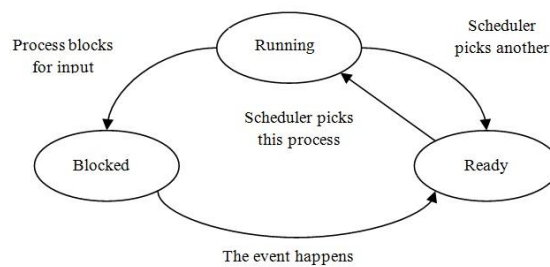 Scheduler
picks another
Process blocks
for input
Running
Scheduler picks
this process
Blocked
Ready
The event happens